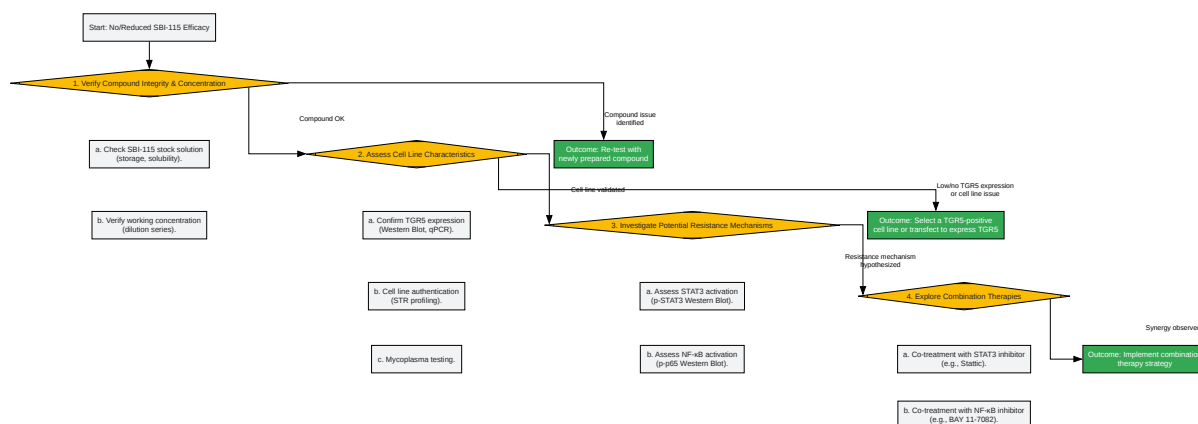 Start: No/Reduced SBI-115 Efficacy
1. Verify Compound Integrity & Concentration
Compound issue
identified
Compound OK
a. Check SBI-115 stock solution
(storage, solubility).
2. Assess Cell Line Characteristics
Outcome: Re-test with
newly prepared compound
Cell line validated
Low/no TGR5 expression
or cell line issue
b. Verify working concentration
(dilution series).
a. Confirm TGR5 expression
(Western Blot, qPCR).
3. Investigate Potential Resistance Mechanisms
Outcome: Select a TGR5-positive
cell line or transfect to express TGR5
Resistance mechanism
hypothesized
b. Cell line authentication
(STR profiling).
a. Assess STAT3 activation
(p-STAT3 Western Blot).
4. Explore Combination Therapies
Synergy observed
c. Mycoplasma testing.
b. Assess NF-κB activation
(p-p65 Western Blot).
a. Co-treatment with STAT3 inhibitor
(e.g., Stattic).
Outcome: Implement combinatio
therapy strategy
b. Co-treatment with NF-κB inhibitor
(e.g., BAY 11-7082).